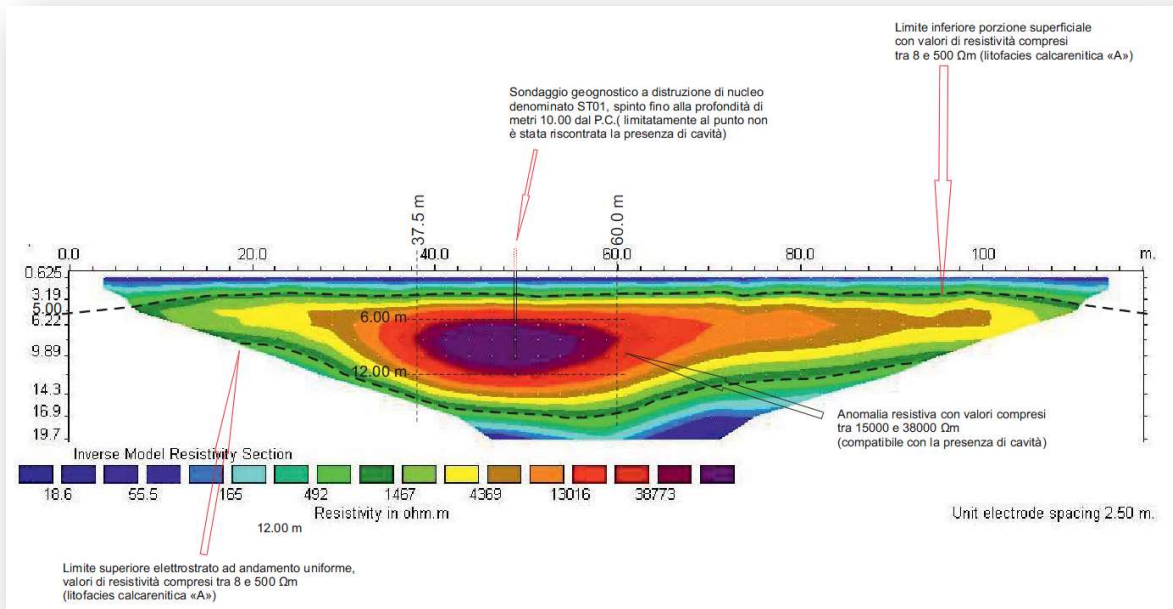 Limite inferiore porzione superficiale
con valori di resistività compresi
tra 8 e 500 Ωm (litofacies calcarenitica «A»)
Sondaggio geognostico a distruzione di nucleo
denominato ST01, spinto fino alla profondità di
metri 10.00 dal P.C.( limitatamente al punto non
è stata riscontrata la presenza di cavità)
37.5 m
60.0 m
0.0 20.0 40.0 60.0 80.0 100 m.
0.625
3.19
5.00
6.22
9.89
14.3
16.9
19.7
6.00 m
12.00 m
Anomalia resistiva con valori compresi
tra 15000 e 38000 Ωm
(compatibile con la presenza di cavità)
Inverse Model Resistivity Section
18.6 55.5 165 492 1467 4369 13016 38773
Resistivity in ohm.m
Unit electrode spacing 2.50 m.
12.00 m
Limite superiore elettrostrato ad andamento uniforme,
valori di resistività compresi tra 8 e 500 Ωm
(litofacies calcarenitica «A»)